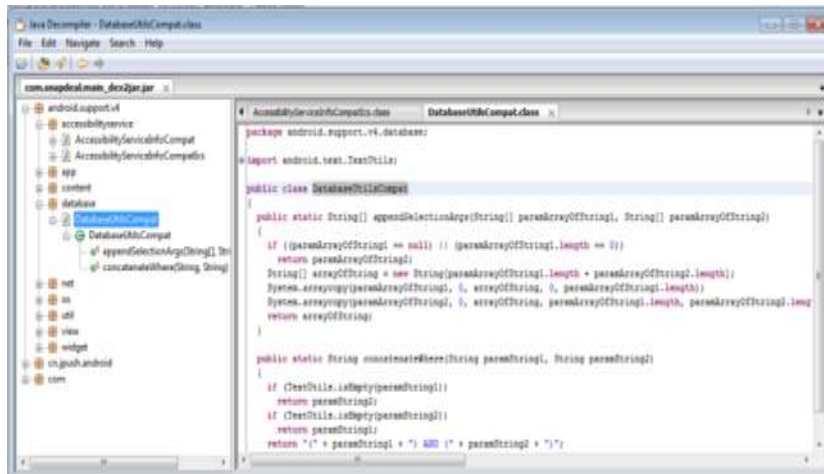 Java Decompiler - DatabaseUtilsCompat.class
File Edit Navigate Search Help
com.snapdeal.main_dex2jar.jar
android.support.v4
accessibilityservice
AccessibilityServiceInfoCompat
AccessibilityServiceInfoCompatIcs
app
content
database
DatabaseUtilsCompat
DatabaseUtilsCompat
appendSelectionArgs(String[], Stri
concatenateWhere(String, String)
net
os
util
view
widget
cn.jpush.android
com
AccessibilityServiceInfoCompatIcs.class DatabaseUtilsCompat.class
package android.support.v4.database;
import android.text.TextUtils;
public class DatabaseUtilsCompat
{
public static String[] appendSelectionArgs(String[] paramArrayOfString1, String[] paramArrayOfString2)
{
if ((paramArrayOfString1 == null) || (paramArrayOfString1.length == 0))
return paramArrayOfString2;
String[] arrayOfString = new String[paramArrayOfString1.length + paramArrayOfString2.length];
System.arraycopy(paramArrayOfString1, 0, arrayOfString, 0, paramArrayOfString1.length);
System.arraycopy(paramArrayOfString2, 0, arrayOfString, paramArrayOfString1.length, paramArrayOfString2.leng
return arrayOfString;
}
public static String concatenateWhere(String paramString1, String paramString2)
{
if (TextUtils.isEmpty(paramString1))
return paramString2;
if (TextUtils.isEmpty(paramString2))
return paramString1;
return "(" + paramString1 + ") AND (" + paramString2 + ")";